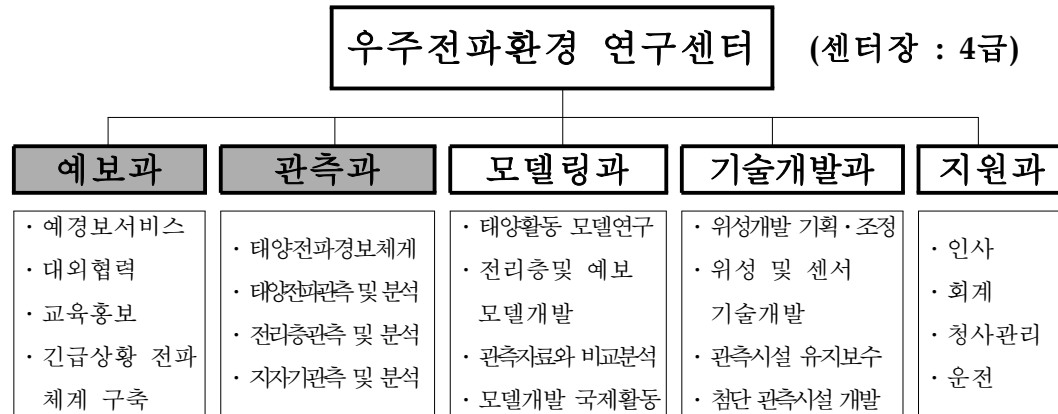 우주전파환경 연구센터 (센터장 : 4급)
예보과
· 예경보서비스
· 대외협력
· 교육홍보
· 긴급상황 전파
체계 구축
관측과
· 태양전파경보체게
· 태양전파관측 및 분석
· 전리층관측 및 분석
· 지자기관측 및 분석
모델링과
· 태양활동 모델연구
· 전리층및 예보
모델개발
· 관측자료와 비교분석
· 모델개발 국제활동
기술개발과
· 위성개발 기획·조정
· 위성 및 센서
기술개발
· 관측시설 유지보수
· 첨단 관측시설 개발
지원과
· 인사
· 회계
· 청사관리
· 운전